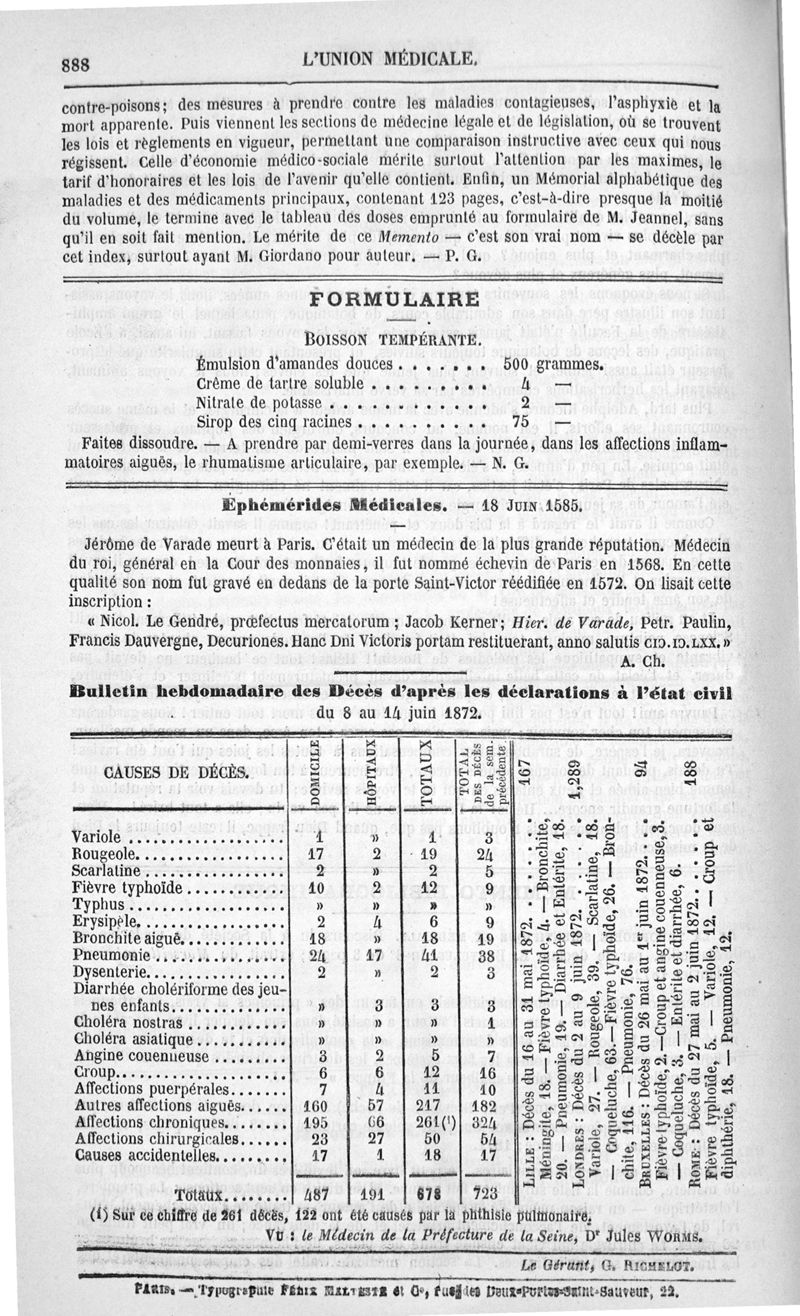 888
L'UNION MÉDICALE.
contre-poisons; des mesures à prendre contre les maladies contagieuses, l'asphyxie et la
mort apparente. Puis viennent les sections de médecine légale et de législation, où se trouvent
les lois et règlements en vigueur, permettant une comparaison instructive avec ceux qui nous
régissent. Celle d'économie médico-sociale mérite surtout l'attention par les maximes, le
tarif d'honoraires et les lois de l'avenir qu'elle contient. Enfin, un Mémorial alphabétique des
maladies et des médicaments principaux, contenant 123 pages, c'est-à-dire presque la moitié
du volume, le termine avec le tableau des doses emprunté au formulaire de M. Jeannel, sans
qu'il en soit fait mention. Le mérite de ce Memento — c'est son vrai nom — se décèle par
cet index, surtout ayant M. Giordano pour auteur. — P. G.
FORMULAIRE
BOISSON TEMPÉRANTE.
Émulsion d'amandes douces . . . . . . . 500 grammes.
Crême de tartre soluble . . . . . . . . . 4 —
Nitrate de potasse . . . . . . . . . . . . 2 —
Sirop des cinq racines . . . . . . . . . . 75 —
Faites dissoudre. — A prendre par demi-verres dans la journée, dans les affections inflam-
matoires aiguës, le rhumatisme articulaire, par exemple. — N. G.
Éphémérides Médicales. — 18 JUIN 1585.
Jérôme de Varade meurt à Paris. C'était un médecin de la plus grande réputation. Médecin
du roi, général en la Cour des monnaies, il fut nommé échevin de Paris en 1568. En cette
qualité son nom fut gravé en dedans de la porte Saint-Victor réédifiée en 1572. On lisait cette
inscription :
« Nicol. Le Gendré, præfectus mercatorum ; Jacob Kerner; Hier. de Varade, Petr. Paulin,
Francis Dauvergne, Decuriones. Hanc Dni Victoris portam restituerant, anno salutis CIƆ.IƆ.LXX. »
A. Ch.
Bulletin hebdomadaire des Décès d'après les déclarations à l'état civil
du 8 au 14 juin 1872.
CAUSES DE DÉCÈS. DOMICILE HÔPITAUX TOTAUX TOTAL DES DÉCÈS de la sem. précédente
Variole . . . . . 1 » 1 3
Rougeole. . . . . 17 2 19 24
Scarlatine . . . . . 2 » 2 5
Fièvre typhoïde . . . . . 10 2 12 9
Typhus . . . . . » » » »
Erysipèle. . . . . 2 4 6 9
Bronchite aiguë. . . . . 18 » 18 19
Pneumonie . . . . . 24 17 41 38
Dysenterie. . . . . 2 » 2 3
Diarrhée cholériforme des jeu-
nes enfants. . . . . » 3 3 3
Choléra nostras . . . . . » » » 1
Choléra asiatique . . . . . » » » »
Angine couenneuse . . . . . 3 2 5 7
Croup. . . . . 6 6 12 16
Affections puerpérales. . . . . 7 4 11 10
Autres affections aiguës. . . . . 160 57 217 182
Affections chroniques. . . . . 195 66 261(1) 324
Affections chirurgicales. . . . . 23 27 50 54
Causes accidentelles. . . . . 17 1 18 17
Totaux. . . . . 487 191 678 723
LILLE : Décès du 16 au 31 mai 1872. . . . . . 167
Méningite, 18. — Fièvre typhoïde, 4. — Bronchite,
20. — Pneumonie, 19. — Diarrhée et Entérite, 18.
LONDRES : Décès du 2 au 9 juin 1872. . . . . . 1,289
Variole, 27. — Rougeole, 39. — Scarlatine, 18.
— Coqueluche, 63. — Fièvre typhoïde, 26. — Bron-
chite, 116. — Pneumonie, 76.
BRUXELLES : Décès du 26 mai au 1er juin 1872. . . 94
Fièvre typhoïde, 2. — Croup et angine couenneuse, 3.
— Coqueluche, 3. — Entérite et diarrhée, 6.
ROME : Décès du 27 mai au 2 juin 1872. . . . . . 188
Fièvre typhoïde, 5. — Variole, 12. — Croup et
diphthérie, 18. — Pneumonie, 12.
(1) Sur ce chiffre de 261 décès, 122 ont été causés par la phthisie pulmonaire.
VU : le Médecin de la Préfecture de la Seine, Dr Jules WORMS.
Le Gérant, G. RICHELOT.
PARIS. — Typographie FÉLIX MALTESTE et Ce, rue des Deux-Portes-Saint-Sauveur, 22.